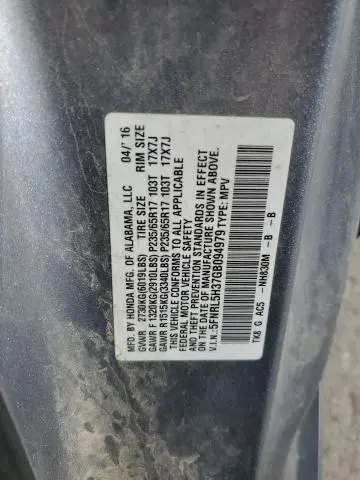 MFD. BY HONDA MFG. OF ALABAMA, LLC 04/ 16
GVWR 2730KG(6019LBS) TIRE SIZE RIM SIZE
GAWR F 1320KG(2910LBS) P235/65R17 103T 17X7J
GAWR R 1515KG(3340LBS) P235/65R17 103T 17X7J
THIS VEHICLE CONFORMS TO ALL APPLICABLE
FEDERAL MOTOR VEHICLE SAFETY
AND THEFT PREVENTION STANDARDS IN EFFECT
ON THE DATE OF MANUFACTURE SHOWN ABOVE.
V.I.N.:5FNRL5H37GB094979 TYPE: MPV
TK8 G AC5 -NH830M - B - B